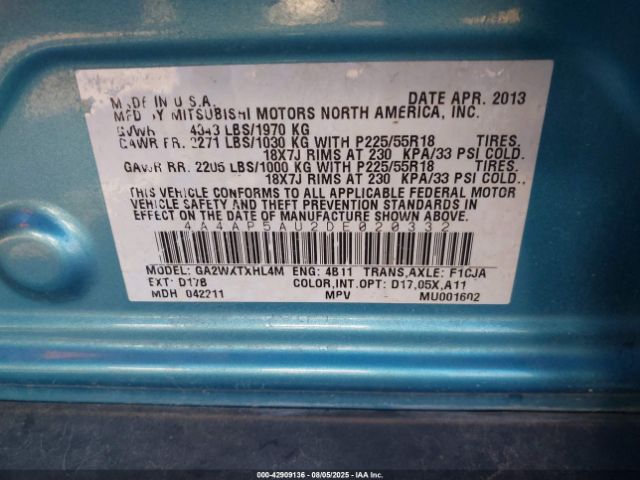 MADE IN U.S.A. DATE APR. 2013
MFD BY MITSUBISHI MOTORS NORTH AMERICA, INC.
GVWR 4343 LBS/1970 KG
GAWR FR. 2271 LBS/1030 KG WITH P225/55R18 TIRES,
18X7J RIMS AT 230 KPA/33 PSI COLD.
GAWR RR. 2205 LBS/1000 KG WITH P225/55R18 TIRES,
18X7J RIMS AT 230 KPA/33 PSI COLD.
THIS VEHICLE CONFORMS TO ALL APPLICABLE FEDERAL MOTOR
VEHICLE SAFETY AND THEFT PREVENTION STANDARDS IN
EFFECT ON THE DATE OF MANUFACTURE SHOWN ABOVE.
4A4AP5AU2DE020332
MODEL: GA2WXTXHL4M ENG: 4B11 TRANS,AXLE: F1CJA
EXT: D17B COLOR,INT.OPT: D17,05X,A11
MDH 042211 MPV MU001602
000-42909136 - 08/05/2025 - IAAI.COM